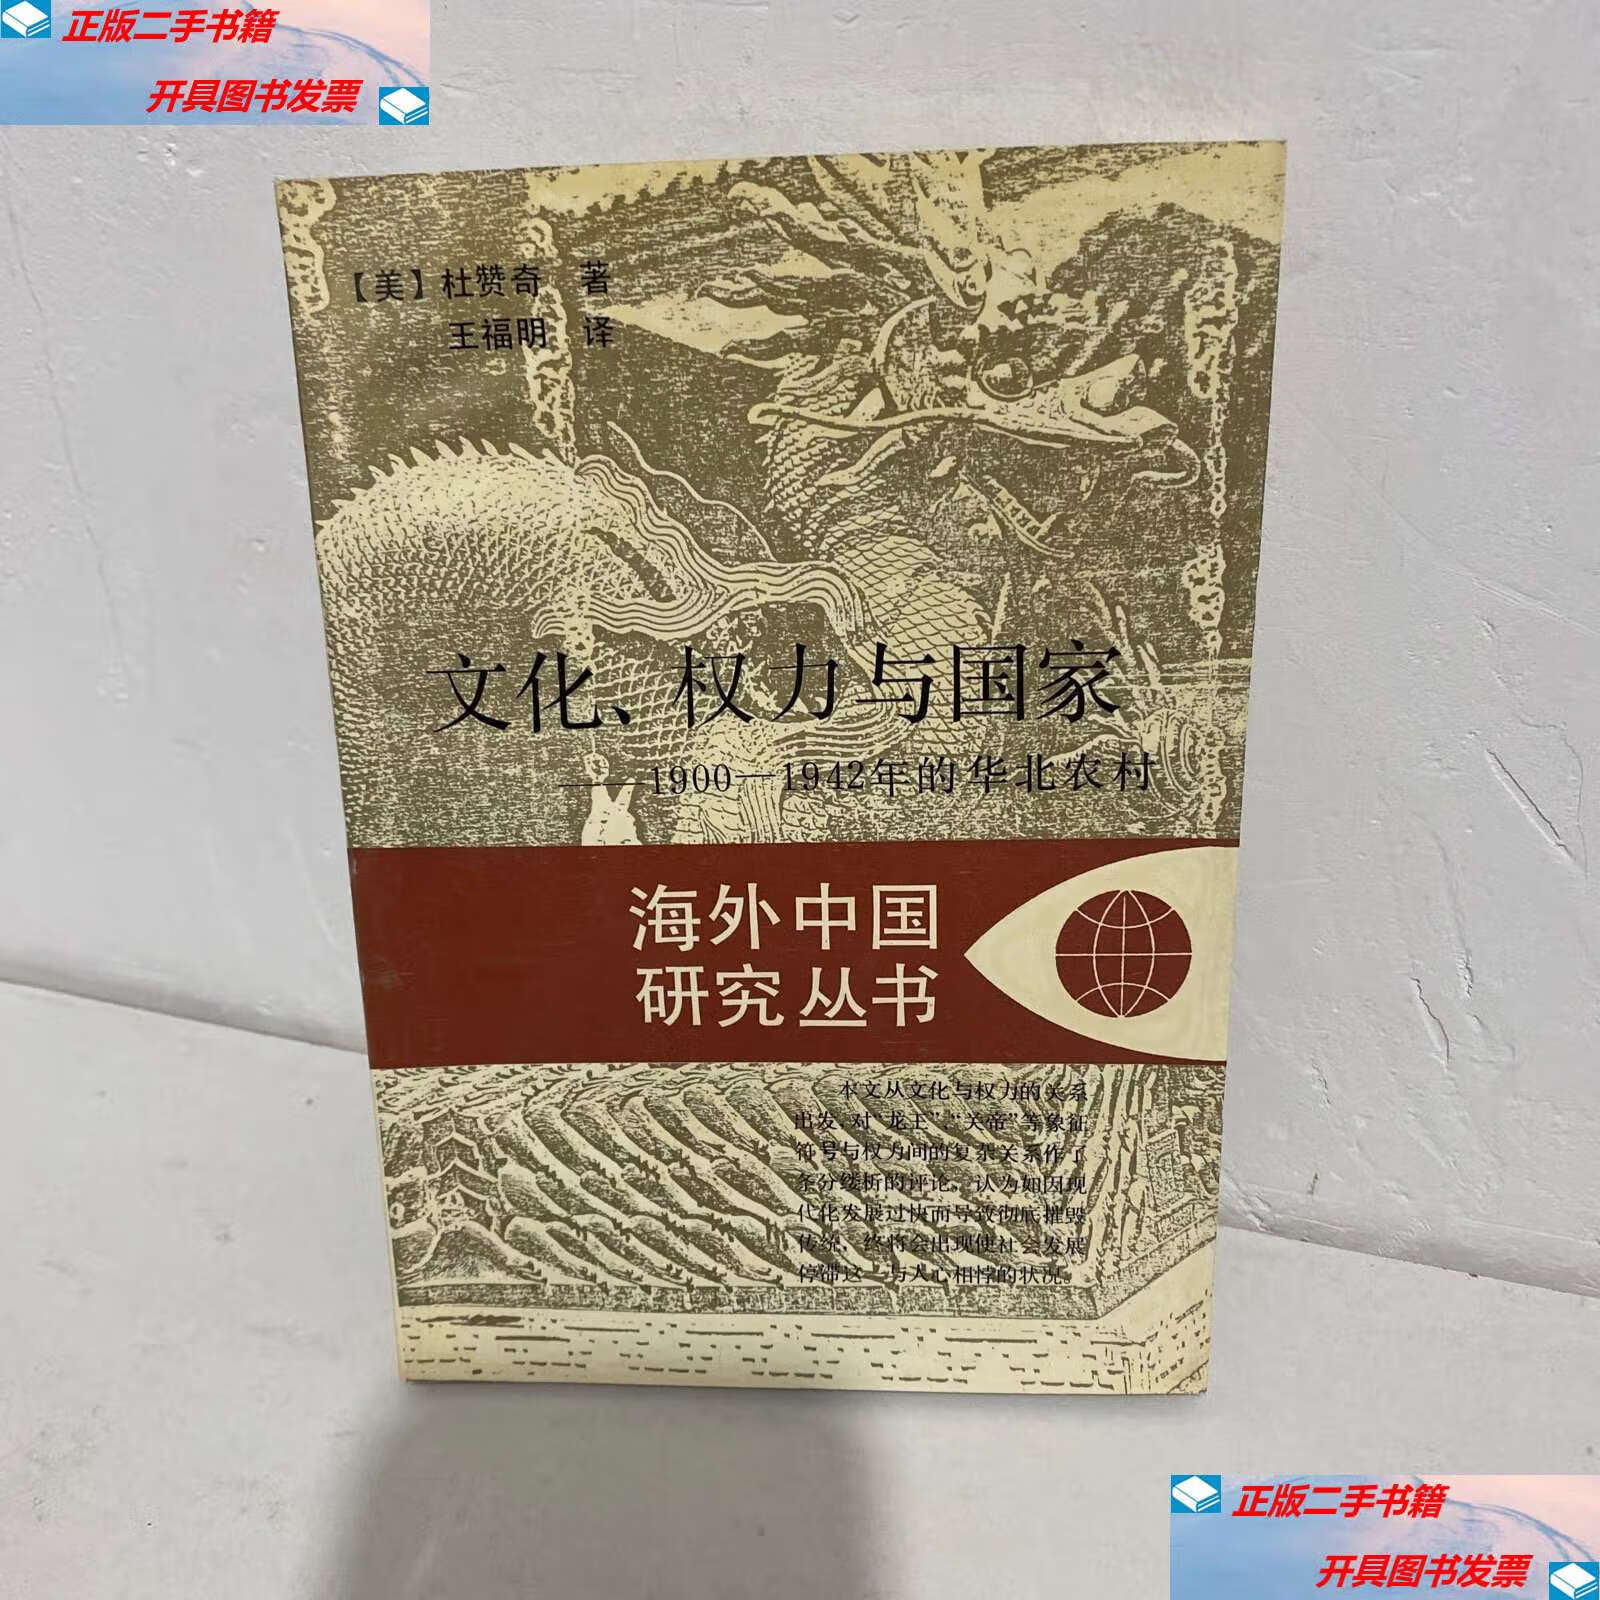 正版二手书籍
开具图书发票
【美】杜赞奇 著
王福明 译
文化、权力与国家
——1900—1942年的华北农村
海外中国
研究丛书
本文从文化与权力的关系
出发，对“龙王”、“关帝”等象征
符号与权力间的复杂关系作了
条分缕析的评论，认为如因现
代化发展过快而导致彻底摧毁
传统，终将会出现使社会发展
停滞这一与人心相悖的状况。
正版二手书籍
开具图书发票